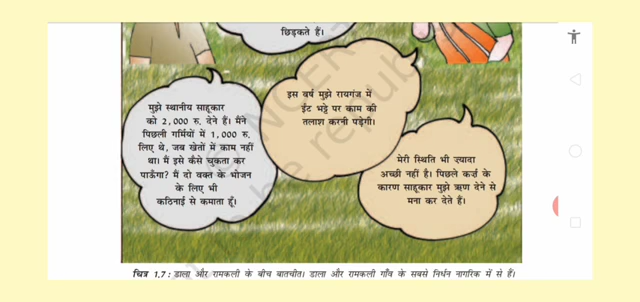 छिड़कते हैं।
मुझे स्थानीय साहूकार
को 2,000 रु. देने हैं। मैंने
पिछली गर्मियों में 1,000 रु.
लिए थे, जब खेतों में काम नहीं
था। मैं इसे कैसे चुकता कर
पाऊँगा? मैं दो वक्त के भोजन
के लिए भी
कठिनाई से कमाता हूँ।
इस वर्ष मुझे रायगंज में
ईंट भट्टे पर काम की
तलाश करनी पड़ेगी।
मेरी स्थिति भी ज़्यादा
अच्छी नहीं है। पिछले कर्ज़ के
कारण साहूकार मुझे ऋण देने से
मना कर देते हैं।
चित्र 1.7 : डाला और रामकली के बीच बातचीत। डाला और रामकली गाँव के सबसे निर्धन नागरिक में से हैं।